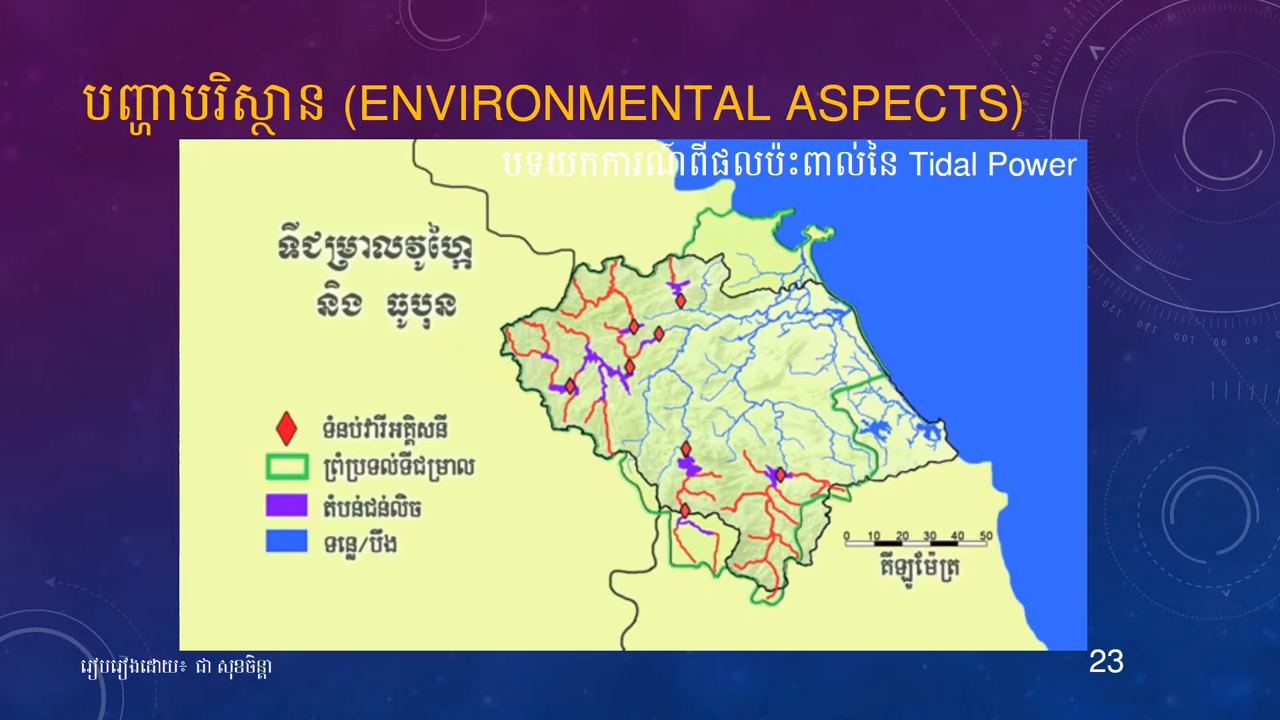 បញ្ហាបរិស្ថាន (ENVIRONMENTAL ASPECTS)
បទយកការណ៍ពីផលប៉ះពាល់នៃ Tidal Power
ទីជម្រាលវូហ្កៃ
និង ធូបុន
ទំនប់វារីអគ្គិសនី
ព្រំប្រទល់ទីជម្រាល
តំបន់ជន់លិច
ទន្លេ/បឹង
0 10 20 30 40 50
គីឡូម៉ែត្រ
រៀបរៀងដោយ៖ ជា សុខចិន្តា
23